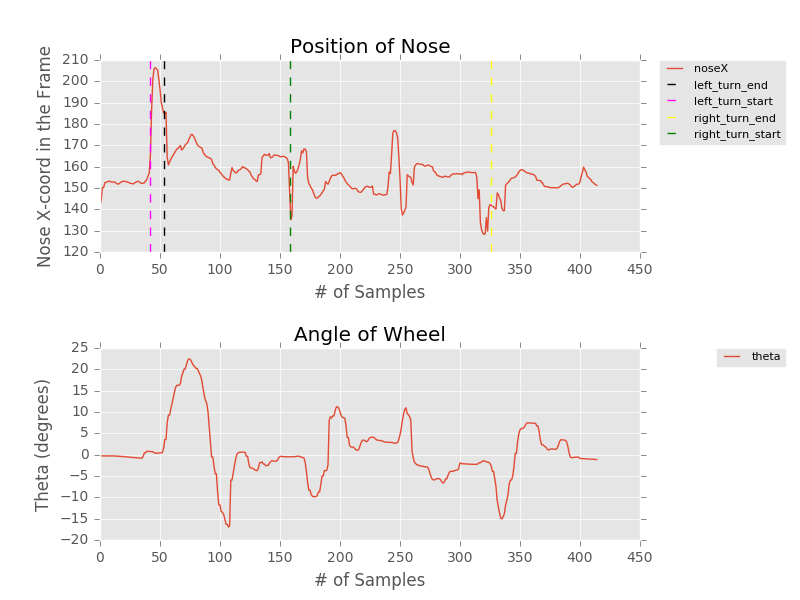 Position of Nose
Nose X-coord in the Frame
210
200
190
180
170
160
150
140
130
120
0 50 100 150 200 250 300 350 400 450
# of Samples
noseX
left_turn_end
left_turn_start
right_turn_end
right_turn_start
Angle of Wheel
Theta (degrees)
25
20
15
10
5
0
−5
−10
−15
−20
0 50 100 150 200 250 300 350 400 450
# of Samples
theta